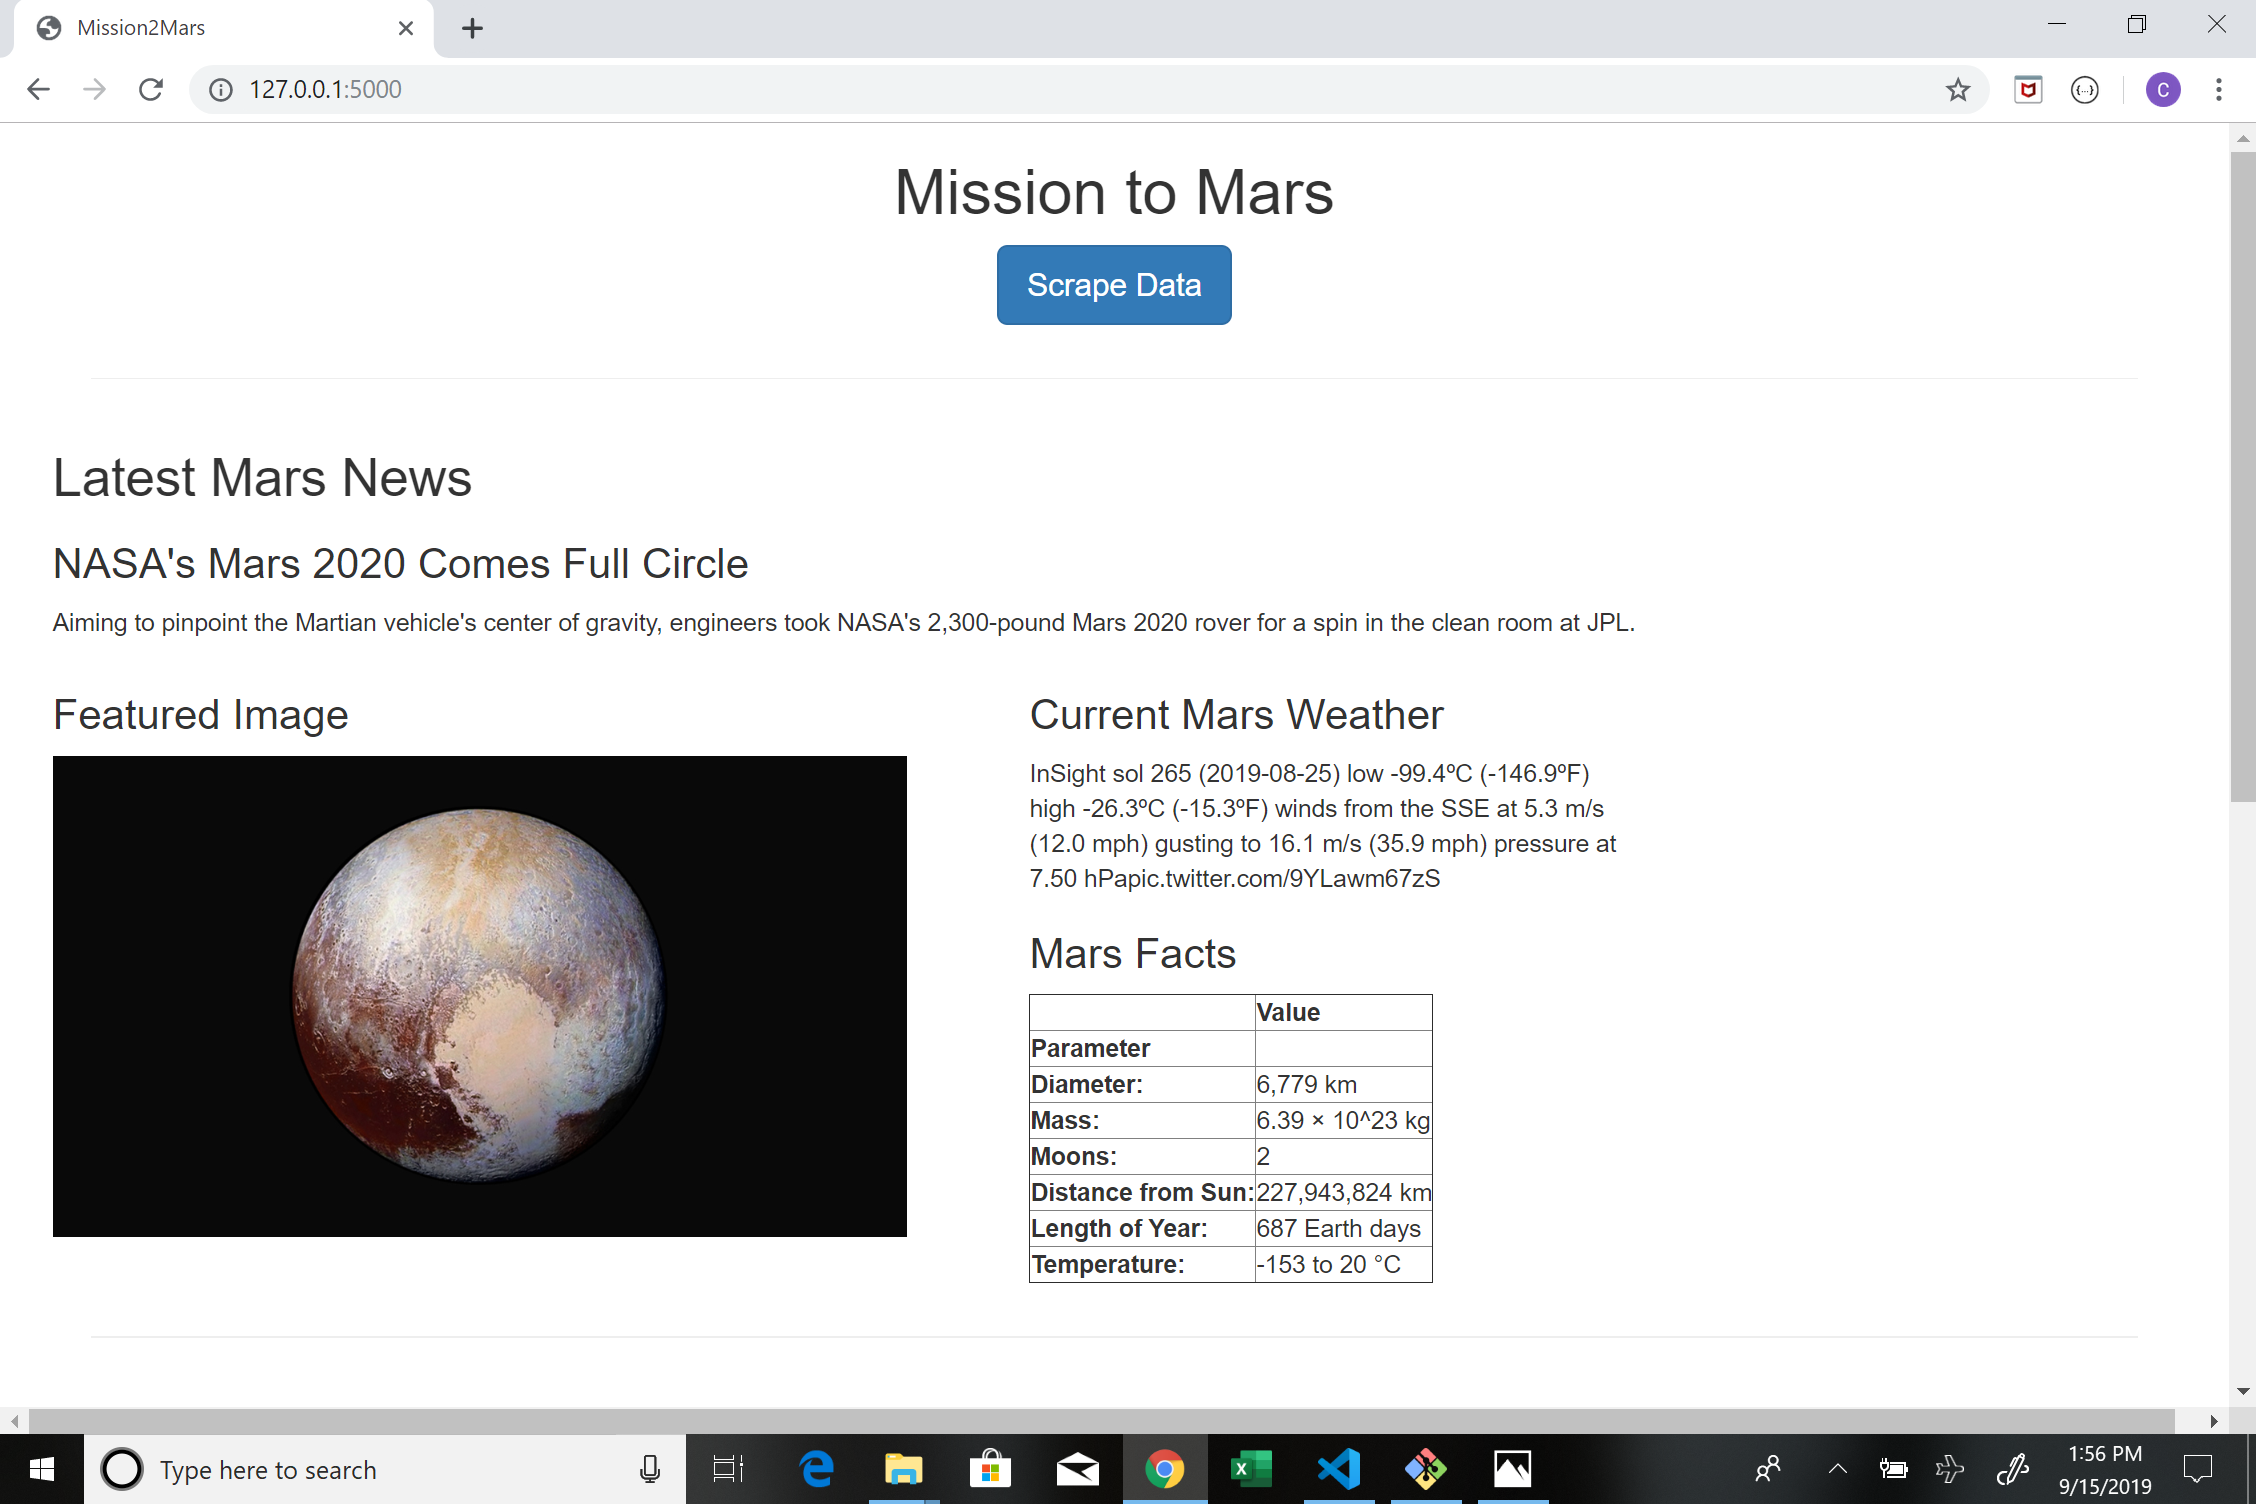 Mission2Mars
127.0.0.1:5000
C
Mission to Mars
Scrape Data
Latest Mars News
NASA's Mars 2020 Comes Full Circle
Aiming to pinpoint the Martian vehicle's center of gravity, engineers took NASA's 2,300-pound Mars 2020 rover for a spin in the clean room at JPL.
Featured Image
Current Mars Weather
InSight sol 265 (2019-08-25) low -99.4ºC (-146.9ºF)
high -26.3ºC (-15.3ºF) winds from the SSE at 5.3 m/s
(12.0 mph) gusting to 16.1 m/s (35.9 mph) pressure at
7.50 hPapic.twitter.com/9YLawm67zS
Mars Facts
Value
Parameter
Diameter: 6,779 km
Mass: 6.39 × 10^23 kg
Moons: 2
Distance from Sun: 227,943,824 km
Length of Year: 687 Earth days
Temperature: -153 to 20 °C
Type here to search
1:56 PM
9/15/2019